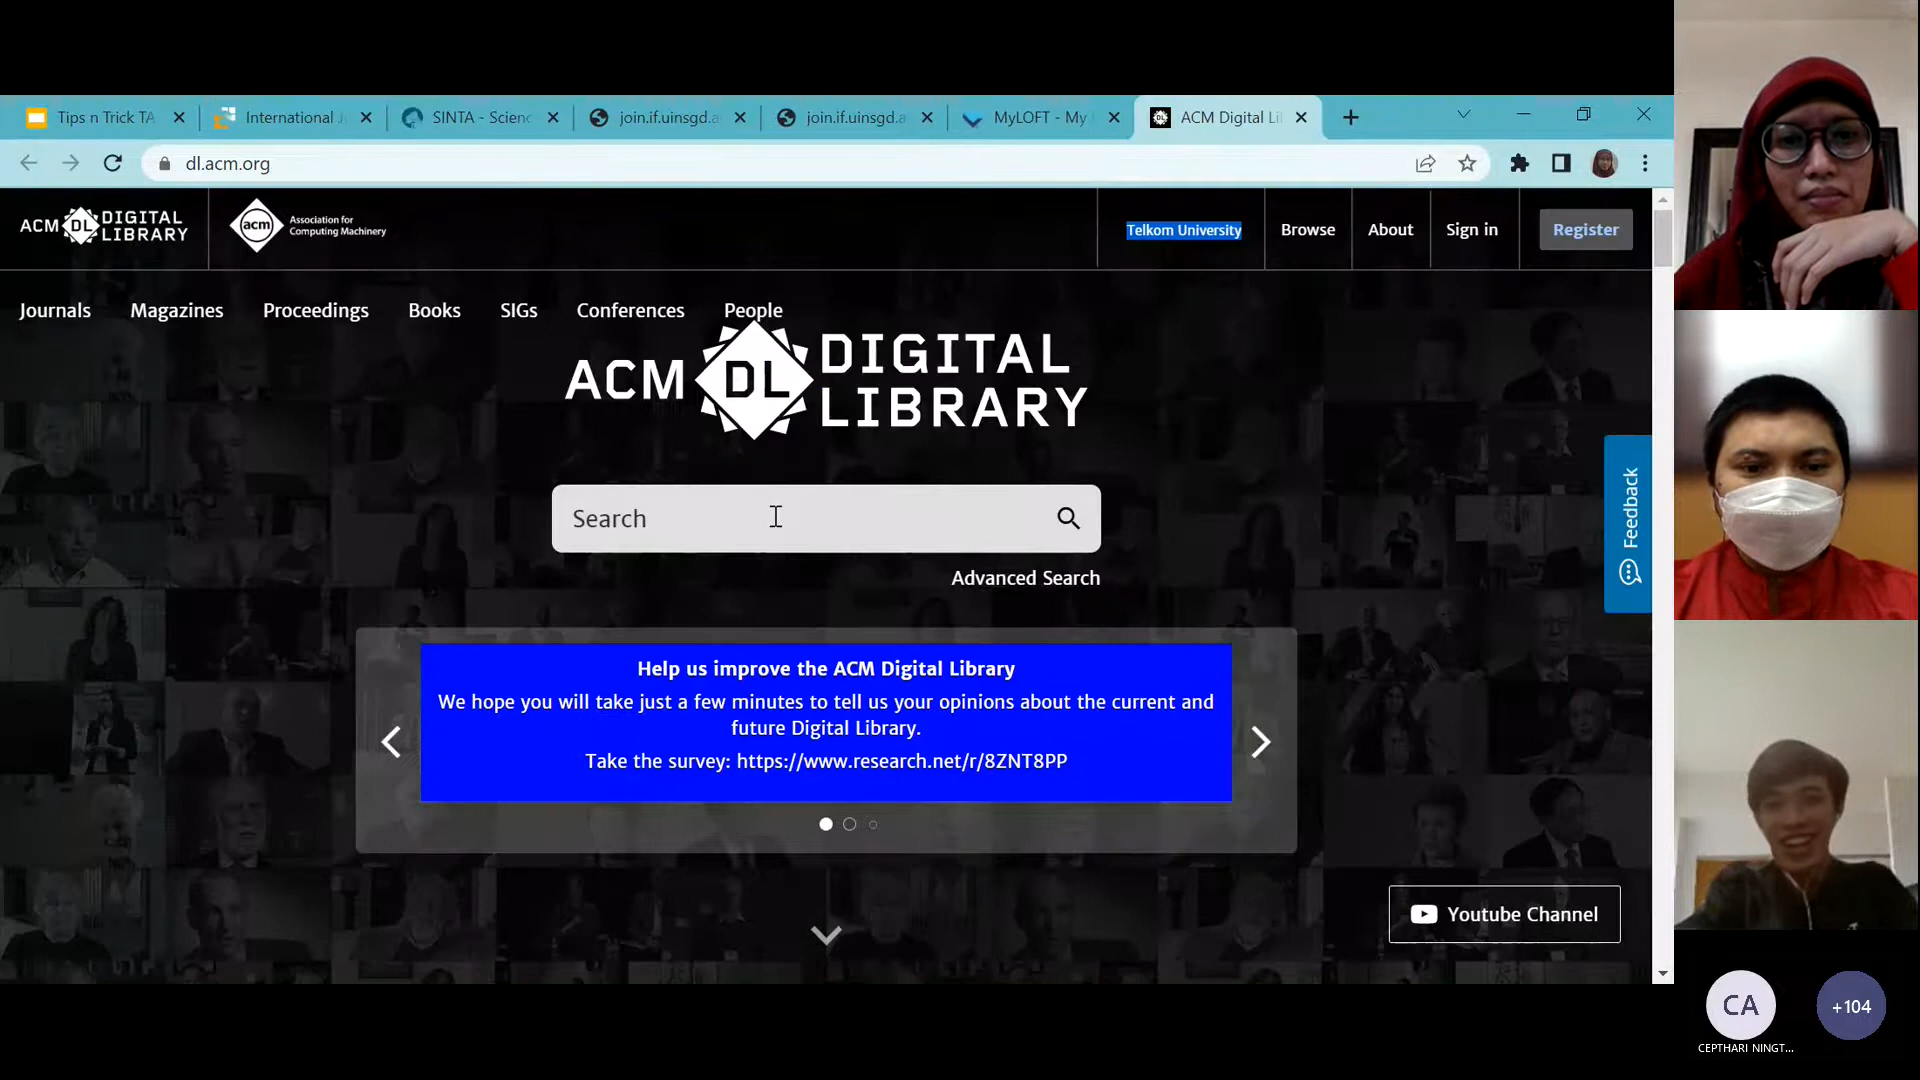 Tips n Trick TA
International J
SINTA - Scienc
join.if.uinsgd.a
join.if.uinsgd.a
MyLOFT - My
ACM Digital Li
dl.acm.org
ACM DL DIGITAL LIBRARY
acm Association for Computing Machinery
Telkom University
Browse
About
Sign in
Register
Journals
Magazines
Proceedings
Books
SIGs
Conferences
People
ACM DL DIGITAL
LIBRARY
Search
Advanced Search
Feedback
Help us improve the ACM Digital Library
We hope you will take just a few minutes to tell us your opinions about the current and
future Digital Library.
Take the survey: https://www.research.net/r/8ZNT8PP
Youtube Channel
CA
+104
CEPTHARI NINGT...